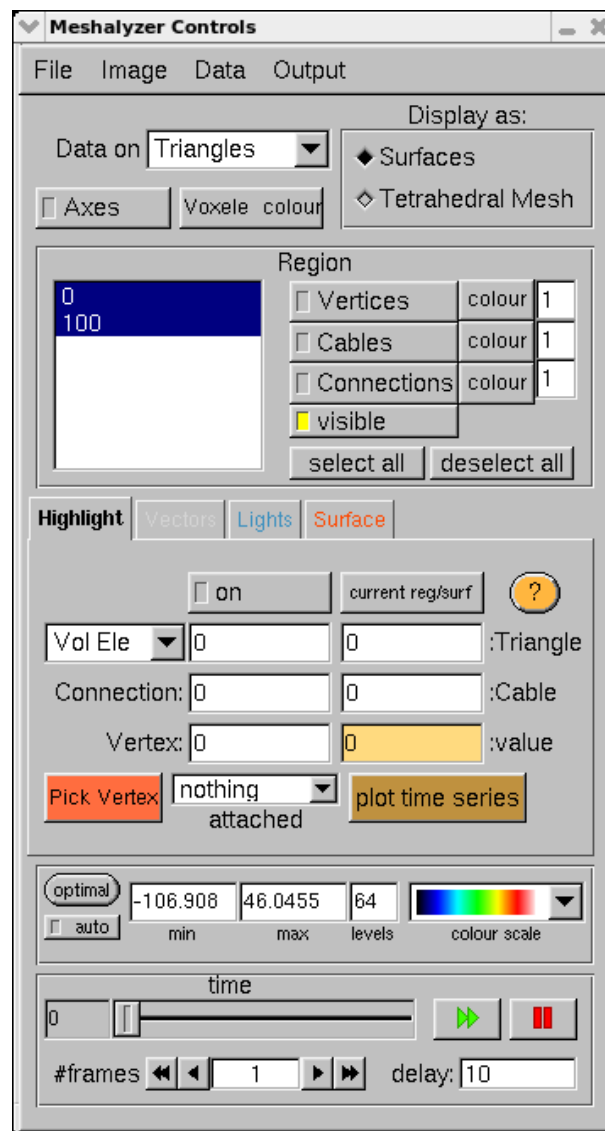 Meshalyzer Controls
File Image Data Output
Display as:
Data on Triangles
Surfaces
Axes Voxele colour
Tetrahedral Mesh
Region
0
100
Vertices colour 1
Cables colour 1
Connections colour 1
visible
select all deselect all
Highlight Vectors Lights Surface
on current reg/surf ?
Vol Ele 0 0 :Triangle
Connection: 0 0 :Cable
Vertex: 0 0 :value
Pick Vertex nothing plot time series
attached
optimal -106.908 46.0455 64
auto min max levels colour scale
time
0
#frames 1 delay: 10